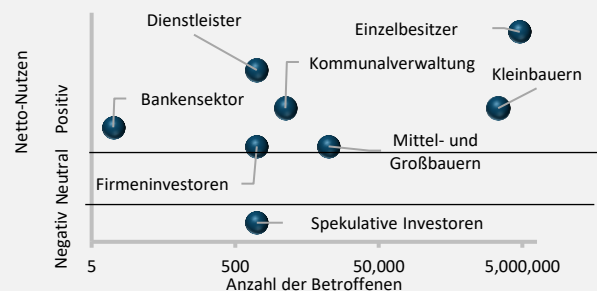 Dienstleister
Einzelbesitzer
Kommunalverwaltung
Kleinbauern
Bankensektor
Mittel- und
Großbauern
Firmeninvestoren
Spekulative Investoren
Netto-Nutzen
Positiv
Neutral
Negativ
5
500
50,000
5,000,000
Anzahl der Betroffenen